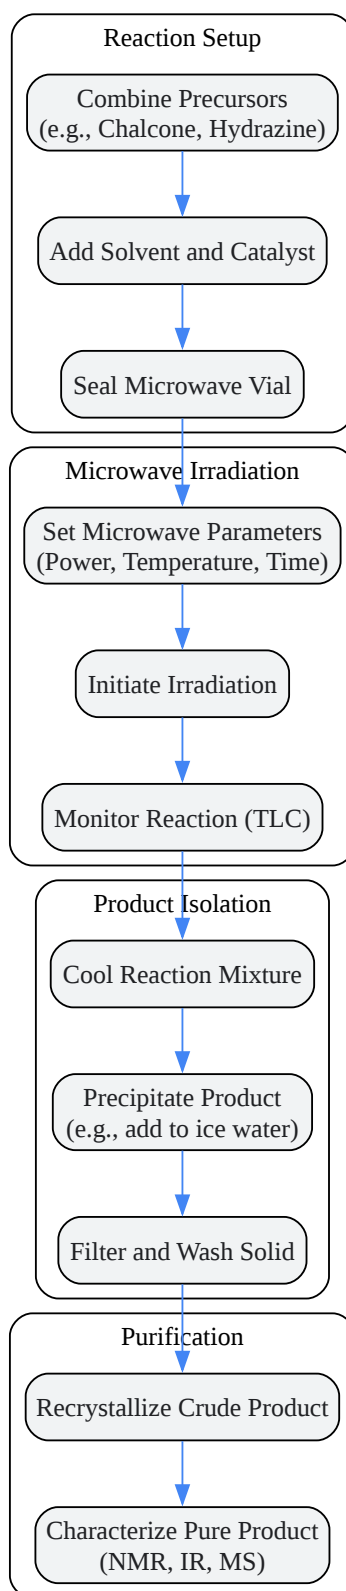 Reaction Setup
Combine Precursors
(e.g., Chalcone, Hydrazine)
Add Solvent and Catalyst
Seal Microwave Vial
Microwave Irradiation
Set Microwave Parameters
(Power, Temperature, Time)
Initiate Irradiation
Monitor Reaction (TLC)
Product Isolation
Cool Reaction Mixture
Precipitate Product
(e.g., add to ice water)
Filter and Wash Solid
Purification
Recrystallize Crude Product
Characterize Pure Product
(NMR, IR, MS)